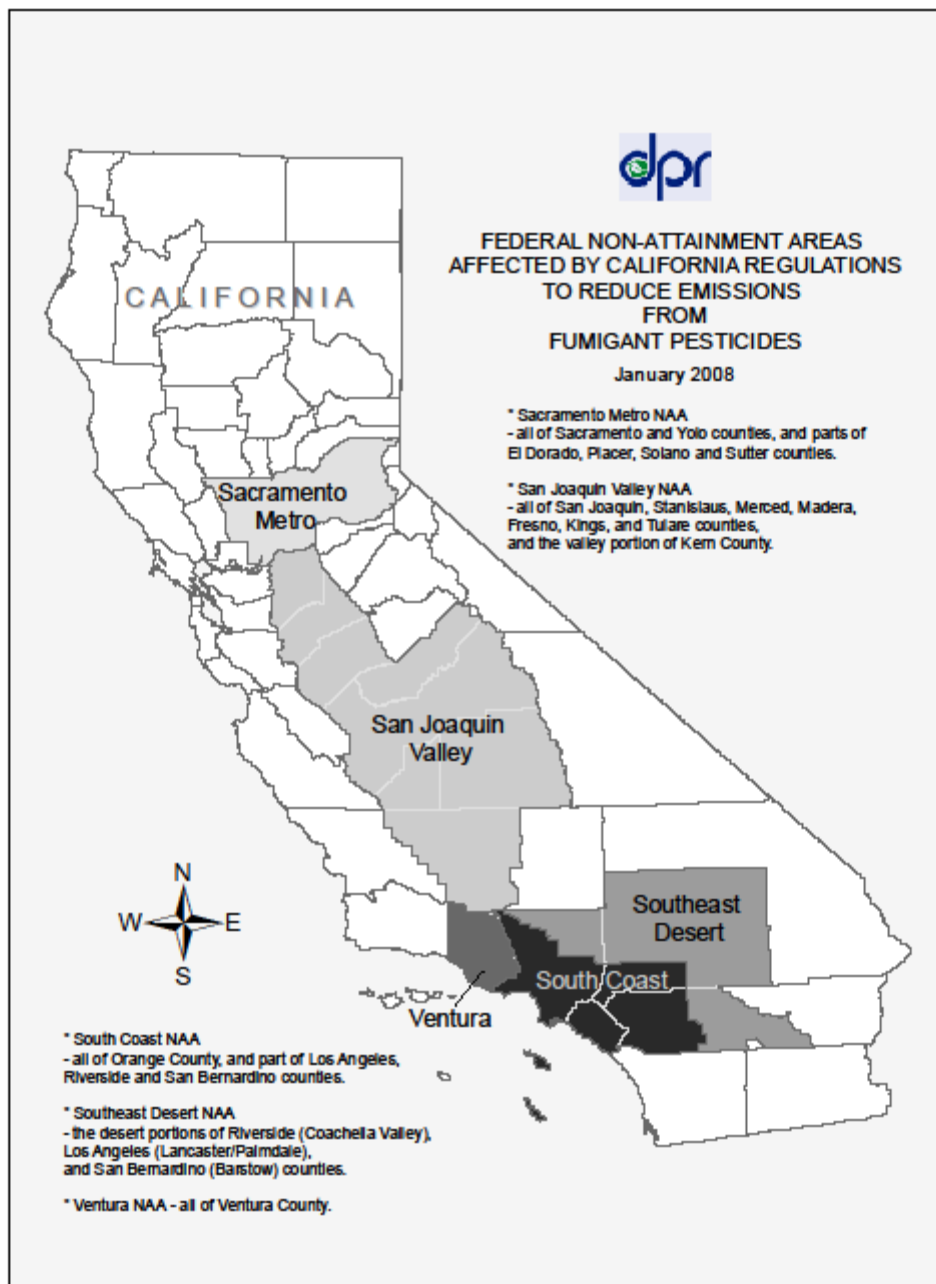 dpr
FEDERAL NON-ATTAINMENT AREAS
AFFECTED BY CALIFORNIA REGULATIONS
TO REDUCE EMISSIONS
FROM
FUMIGANT PESTICIDES
January 2008
* Sacramento Metro NAA
- all of Sacramento and Yolo counties, and parts of
El Dorado, Placer, Solano and Sutter counties.
* San Joaquin Valley NAA
- all of San Joaquin, Stanislaus, Merced, Madera,
Fresno, Kings, and Tulare counties,
and the valley portion of Kern County.
CALIFORNIA
Sacramento
Metro
San Joaquin
Valley
Southeast
Desert
South Coast
Ventura
N
W
E
S
* South Coast NAA
- all of Orange County, and part of Los Angeles,
Riverside and San Bernardino counties.
* Southeast Desert NAA
- the desert portions of Riverside (Coachella Valley),
Los Angeles (Lancaster/Palmdale),
and San Bernardino (Barstow) counties.
* Ventura NAA - all of Ventura County.